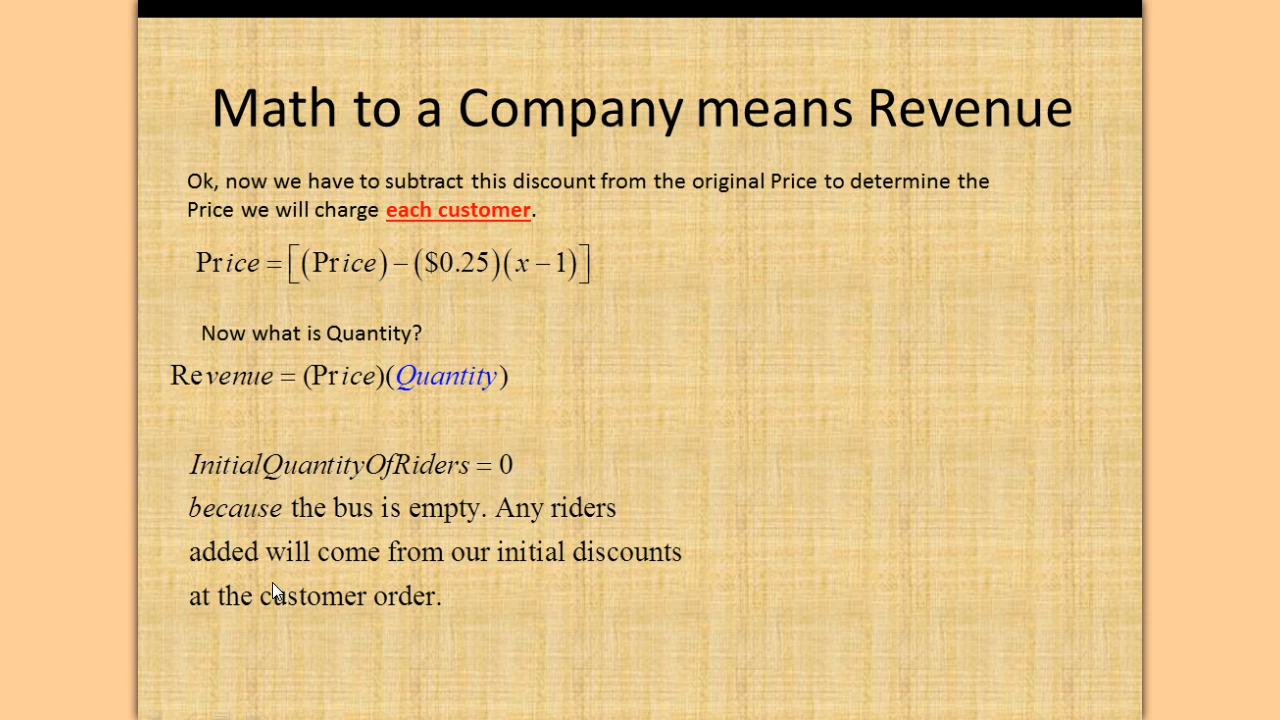 Math to a Company means Revenue
Ok, now we have to subtract this discount from the original Price to determine the
Price we will charge each customer.
Price = [(Price) − ($0.25)(x − 1)]
Now what is Quantity?
Revenue = (Price)(Quantity)
InitialQuantityOfRiders = 0
because the bus is empty. Any riders
added will come from our initial discounts
at the customer order.